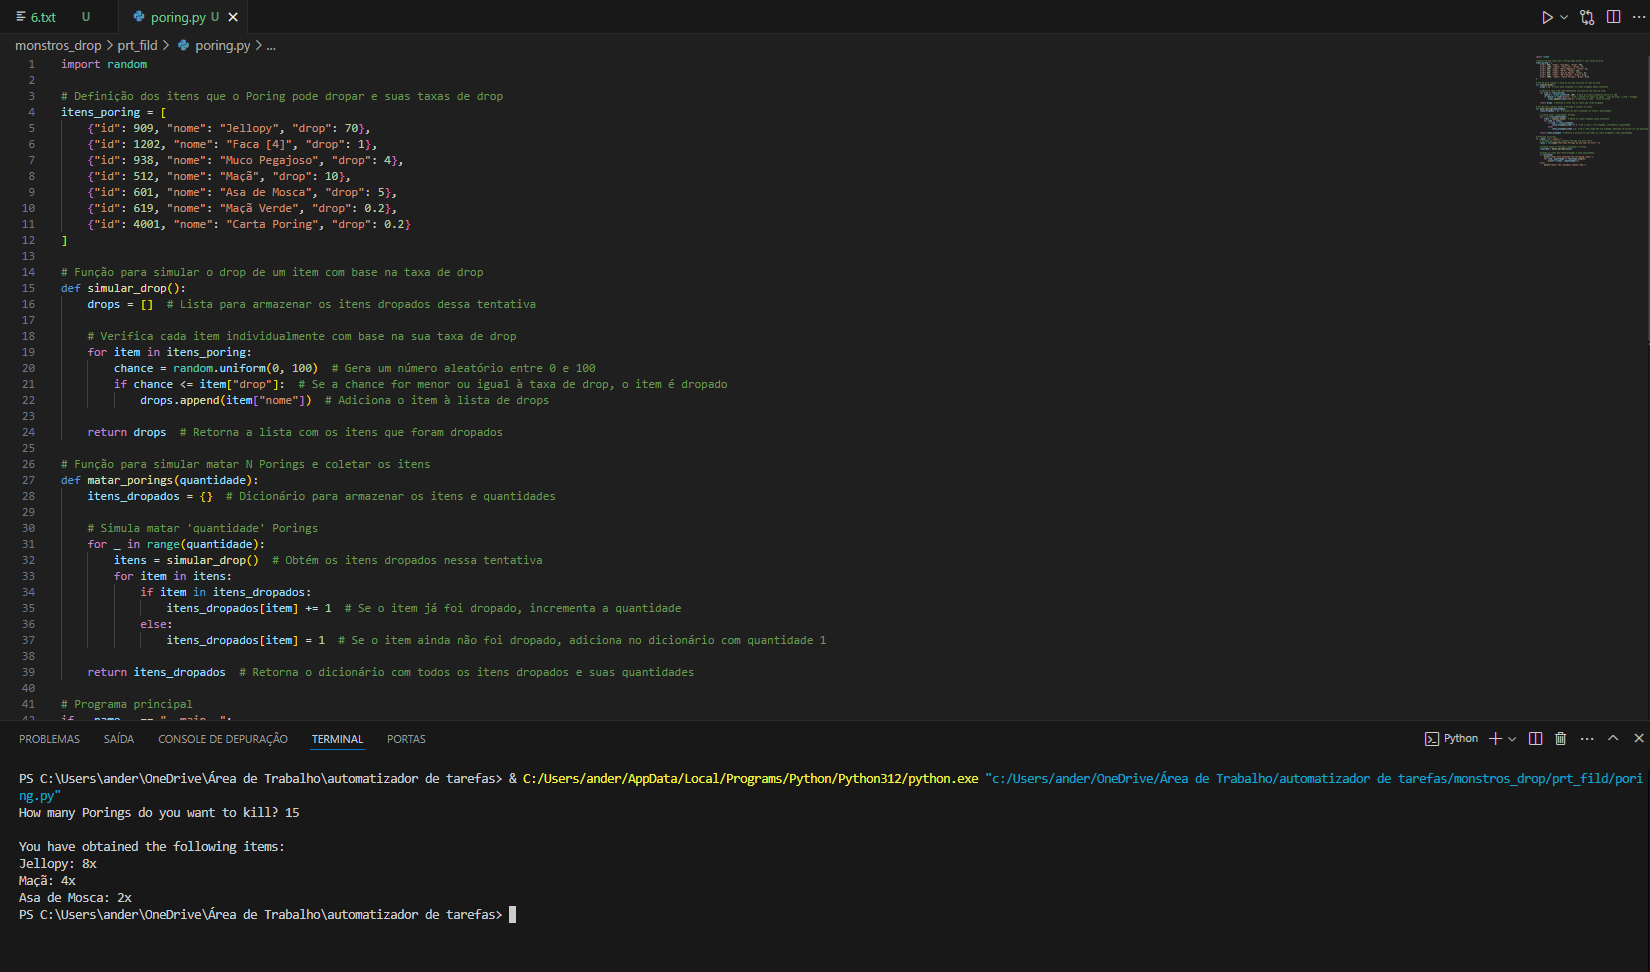 6.txt U poring.py U
monstros_drop > prt_fild > poring.py > ...
1 import random
2
3 # Definição dos itens que o Poring pode dropar e suas taxas de drop
4 itens_poring = [
5 {"id": 909, "nome": "Jellopy", "drop": 70},
6 {"id": 1202, "nome": "Faca [4]", "drop": 1},
7 {"id": 938, "nome": "Muco Pegajoso", "drop": 4},
8 {"id": 512, "nome": "Maçã", "drop": 10},
9 {"id": 601, "nome": "Asa de Mosca", "drop": 5},
10 {"id": 619, "nome": "Maçã Verde", "drop": 0.2},
11 {"id": 4001, "nome": "Carta Poring", "drop": 0.2}
12 ]
13
14 # Função para simular o drop de um item com base na taxa de drop
15 def simular_drop():
16 drops = [] # Lista para armazenar os itens dropados dessa tentativa
17
18 # Verifica cada item individualmente com base na sua taxa de drop
19 for item in itens_poring:
20 chance = random.uniform(0, 100) # Gera um número aleatório entre 0 e 100
21 if chance <= item["drop"]: # Se a chance for menor ou igual à taxa de drop, o item é dropado
22 drops.append(item["nome"]) # Adiciona o item à lista de drops
23
24 return drops # Retorna a lista com os itens que foram dropados
25
26 # Função para simular matar N Porings e coletar os itens
27 def matar_porings(quantidade):
28 itens_dropados = {} # Dicionário para armazenar os itens e quantidades
29
30 # Simula matar 'quantidade' Porings
31 for _ in range(quantidade):
32 itens = simular_drop() # Obtém os itens dropados nessa tentativa
33 for item in itens:
34 if item in itens_dropados:
35 itens_dropados[item] += 1 # Se o item já foi dropado, incrementa a quantidade
36 else:
37 itens_dropados[item] = 1 # Se o item ainda não foi dropado, adiciona no dicionário com quantidade 1
38
39 return itens_dropados # Retorna o dicionário com todos os itens dropados e suas quantidades
40
41 # Programa principal
42 if __name__ == "__main__":
PROBLEMAS SAÍDA CONSOLE DE DEPURAÇÃO TERMINAL PORTAS Python
PS C:\Users\ander\OneDrive\Área de Trabalho\automatizador de tarefas> & C:/Users/ander/AppData/Local/Programs/Python/Python312/python.exe "c:/Users/ander/OneDrive/Área de Trabalho/automatizador de tarefas/monstros_drop/prt_fild/pori
ng.py"
How many Porings do you want to kill? 15
You have obtained the following items:
Jellopy: 8x
Maçã: 4x
Asa de Mosca: 2x
PS C:\Users\ander\OneDrive\Área de Trabalho\automatizador de tarefas>